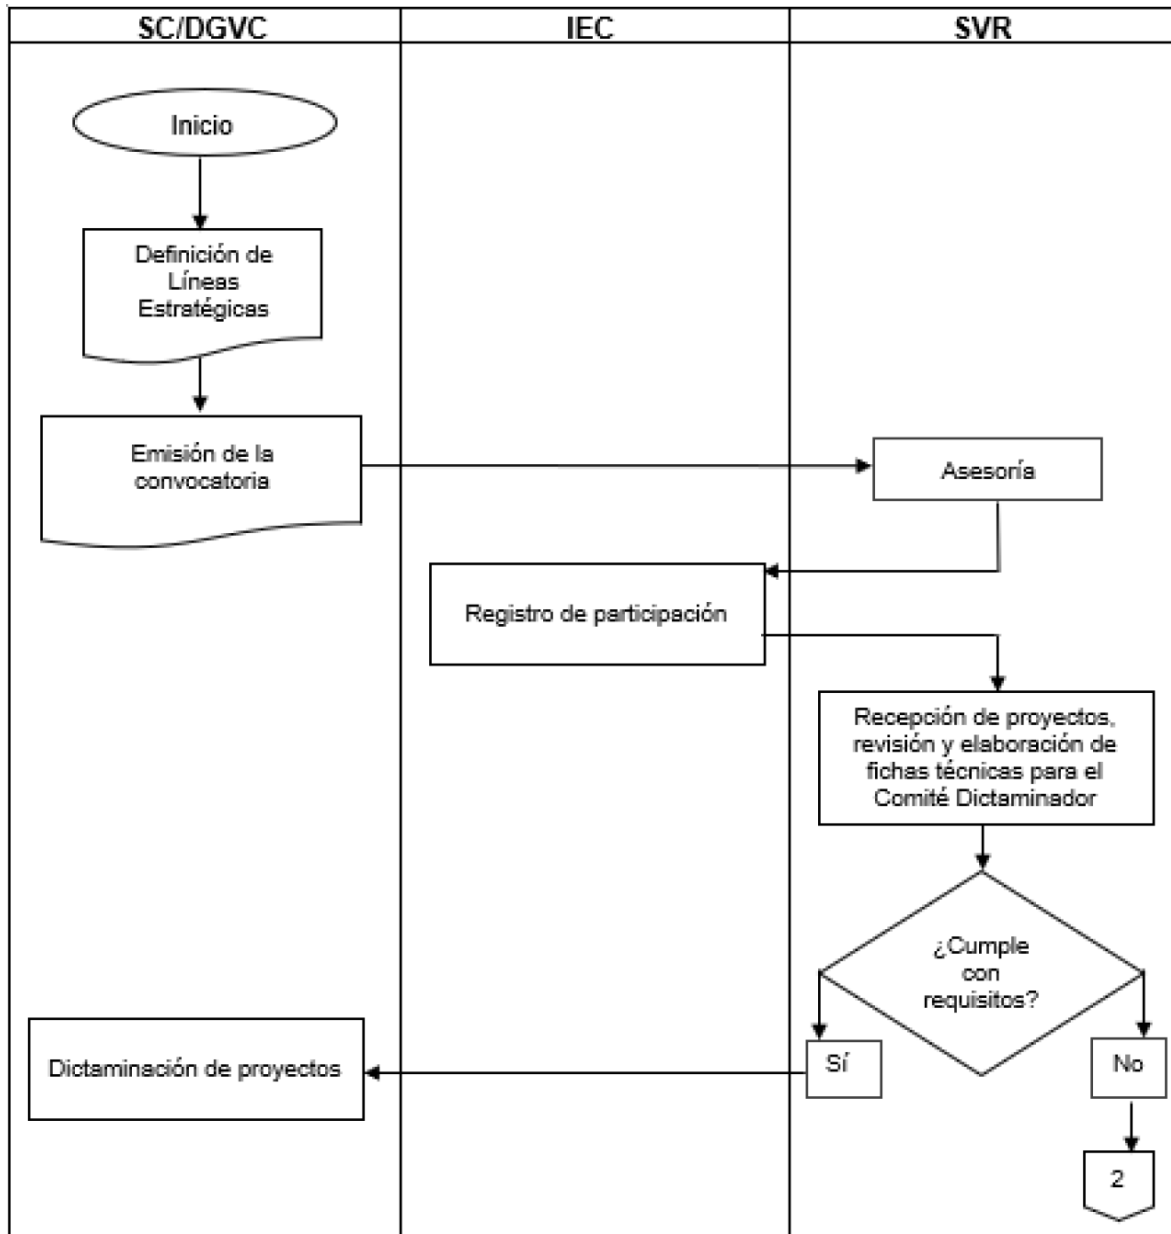 SC/DGVC
IEC
SVR
Inicio
Definición de
Líneas
Estratégicas
Emisión de la
convocatoria
Asesoría
Registro de participación
Recepción de proyectos,
revisión y elaboración de
fichas técnicas para el
Comité Dictaminador
¿Cumple
con
requisitos?
Sí
No
Dictaminación de proyectos
2